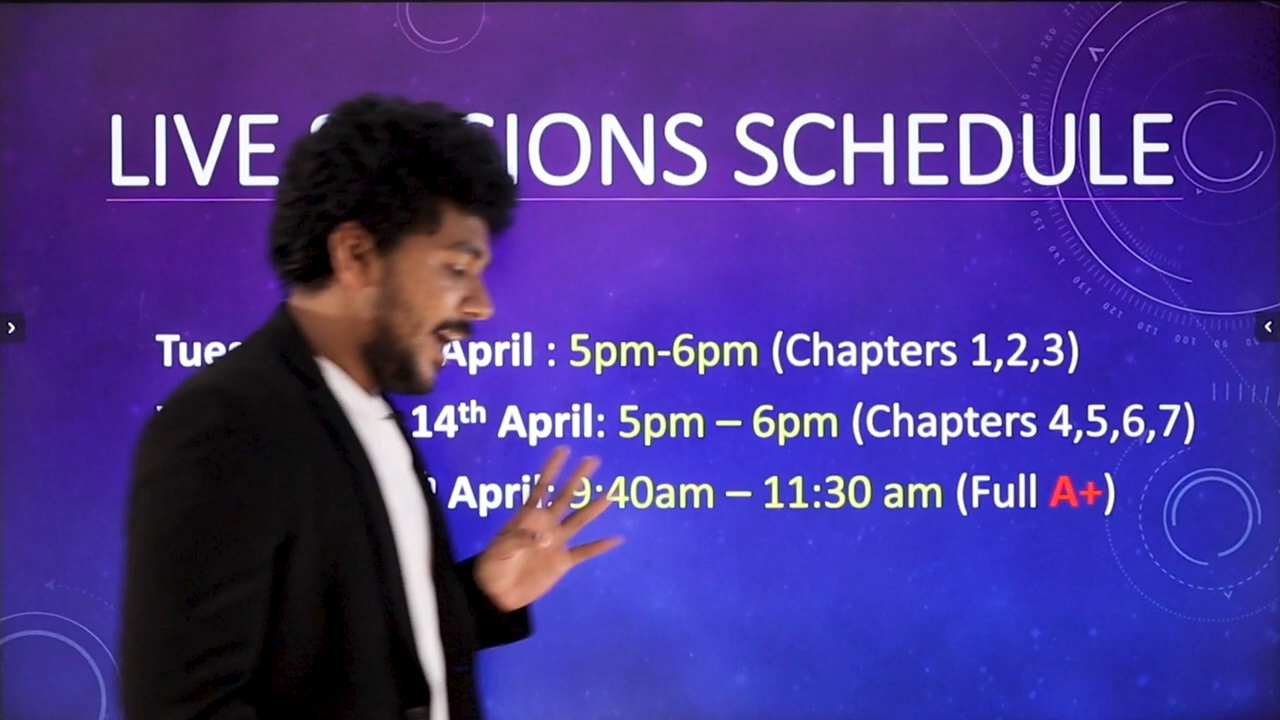 LIVE SCHEDULE
April : 5pm-6pm (Chapters 1,2,3)
14th April: 5pm – 6pm (Chapters 4,5,6,7)
April: 9:40am – 11:30 am (Full A+)